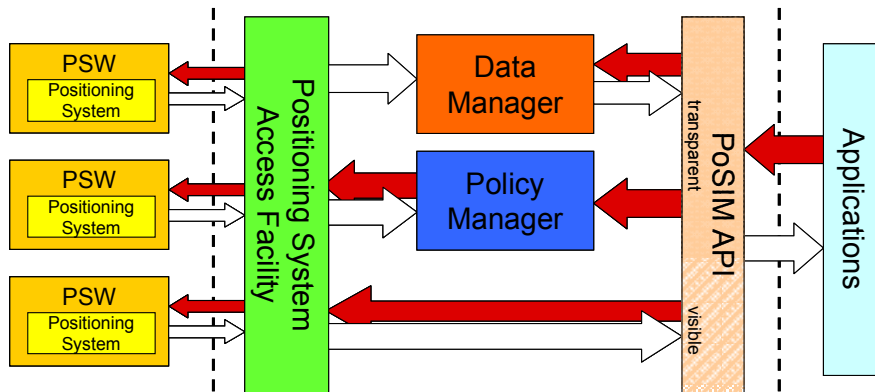 PSW
Positioning
System
PSW
Positioning
System
PSW
Positioning
System
Positioning System
Access Facility
Data
Manager
Policy
Manager
transparent
PoSIM API
visible
Applications